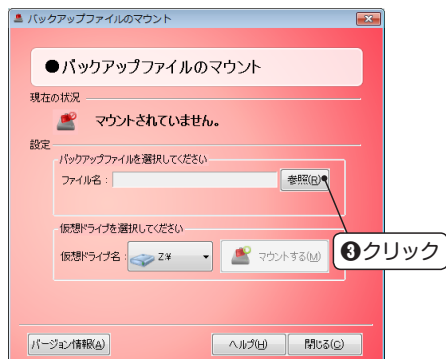 バックアップファイルのマウント
●バックアップファイルのマウント
現在の状況
マウントされていません。
設定
バックアップファイルを選択してください
ファイル名：
参照(R)
❸クリック
仮想ドライブを選択してください
仮想ドライブ名：
Z:¥
マウントする(M)
バージョン情報(A)
ヘルプ(H)
閉じる(C)